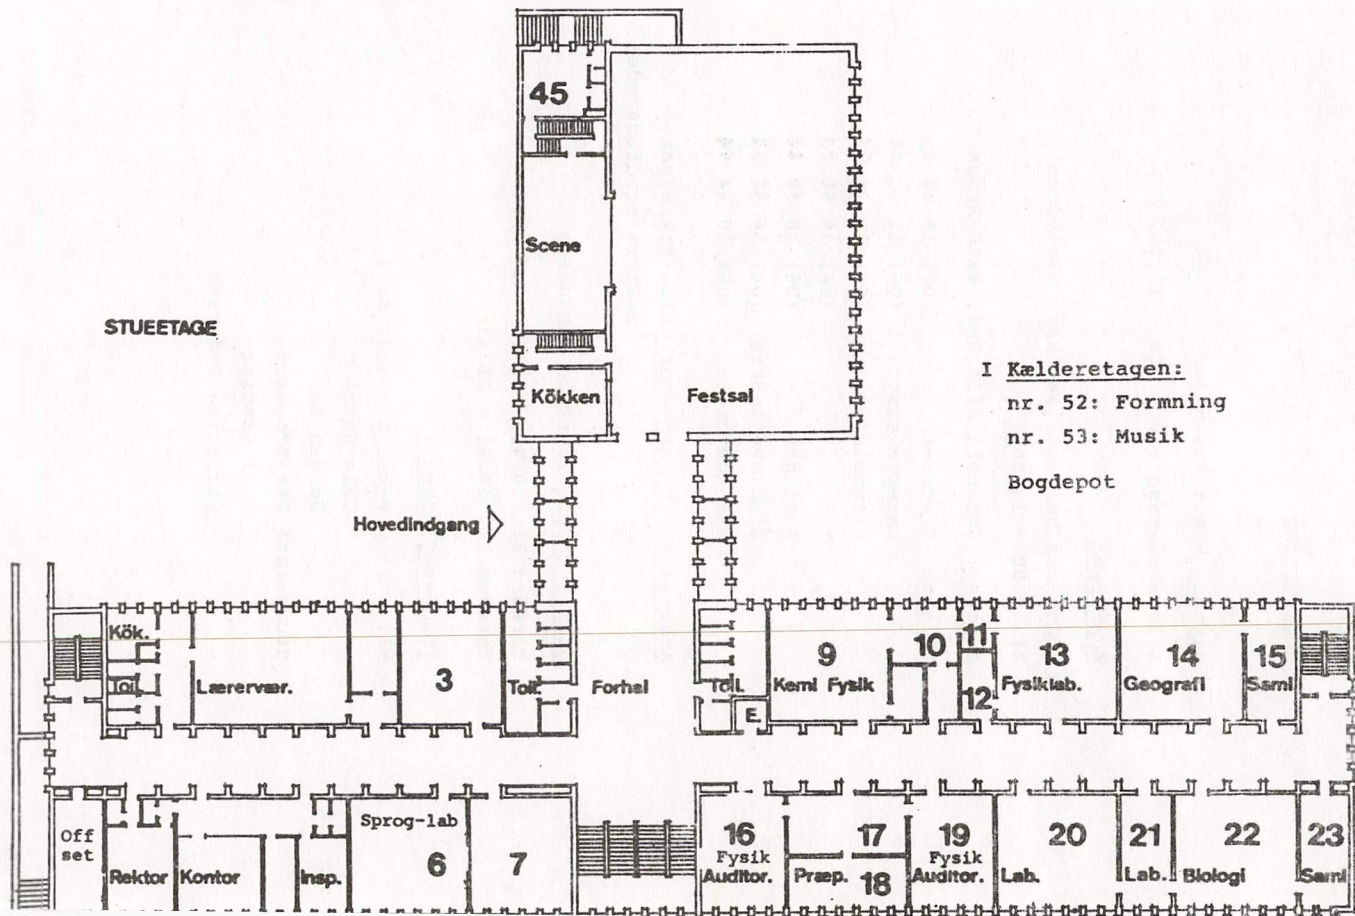 45
Scene
STUEETAGE
Kökken
Festsal
I Kælderetagen:
nr. 52: Formning
nr. 53: Musik
Bogdepot
Hovedindgang
Kök.
Toil.
Lærervær.
3
Toil.
Forhal
Toil.
E.
9
Kemi Fysik
10
11
12
13
Fysiklab.
14
Geografi
15
Saml
Off
set
Rektor
Kontor
Insp.
Sprog-lab
6
7
16
Fysik
Auditor.
17
Præp.
18
19
Fysik
Auditor.
20
Lab.
21
Lab.
22
Biologi
23
Saml